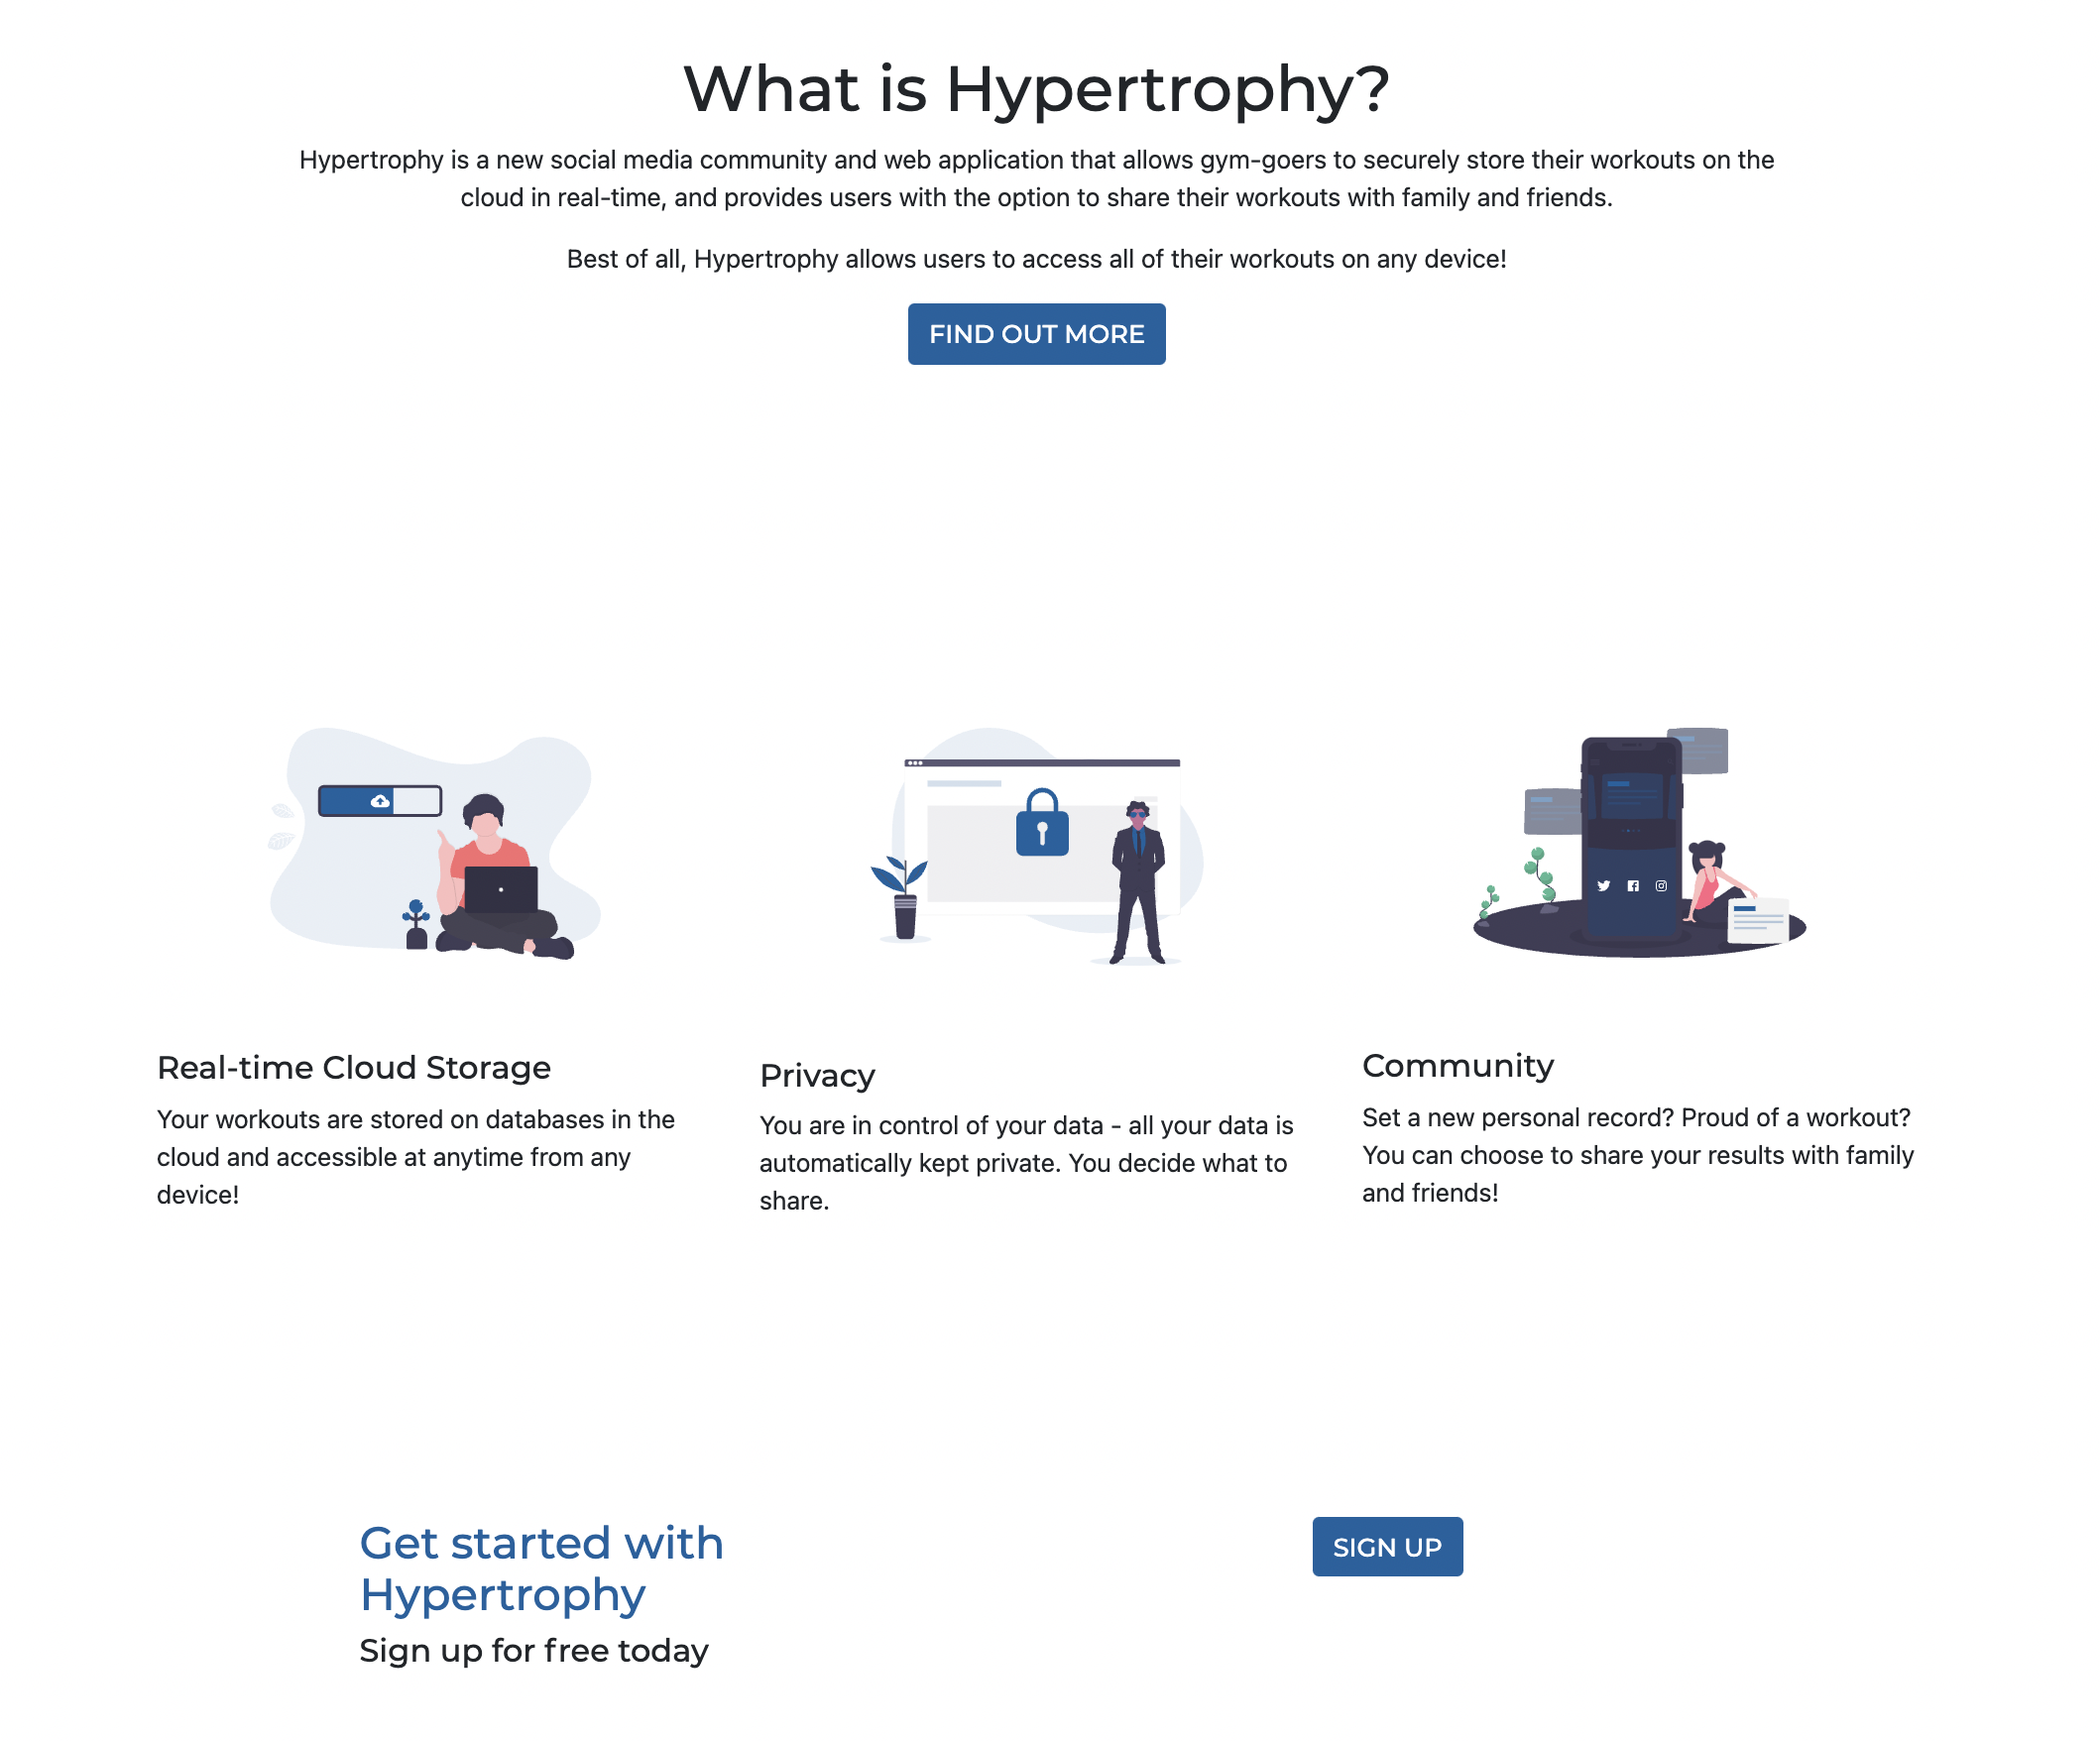 What is Hypertrophy?
Hypertrophy is a new social media community and web application that allows gym-goers to securely store their workouts on the
cloud in real-time, and provides users with the option to share their workouts with family and friends.
Best of all, Hypertrophy allows users to access all of their workouts on any device!
FIND OUT MORE
Real-time Cloud Storage
Your workouts are stored on databases in the
cloud and accessible at anytime from any
device!
Privacy
You are in control of your data - all your data is
automatically kept private. You decide what to
share.
Community
Set a new personal record? Proud of a workout?
You can choose to share your results with family
and friends!
Get started with
Hypertrophy
Sign up for free today
SIGN UP